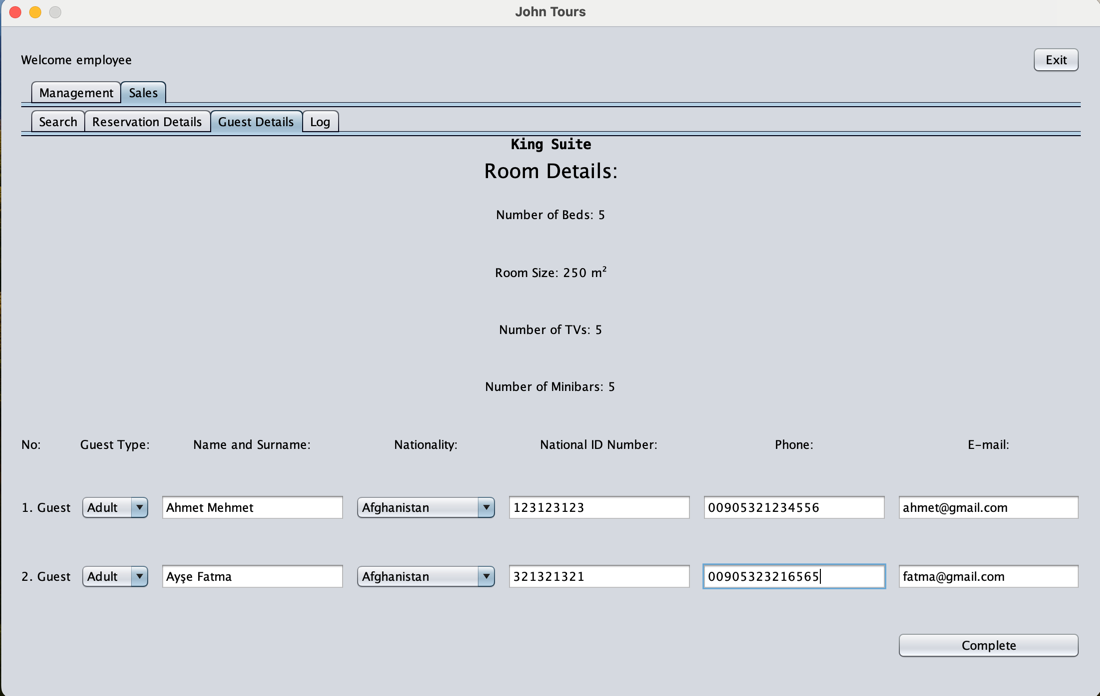 John Tours
Welcome employee
Exit
Management Sales
Search Reservation Details Guest Details Log
King Suite
Room Details:
Number of Beds: 5
Room Size: 250 m²
Number of TVs: 5
Number of Minibars: 5
No: Guest Type: Name and Surname: Nationality: National ID Number: Phone: E-mail:
1. Guest Adult Ahmet Mehmet Afghanistan 123123123 00905321234556 ahmet@gmail.com
2. Guest Adult Ayşe Fatma Afghanistan 321321321 00905323216565 fatma@gmail.com
Complete